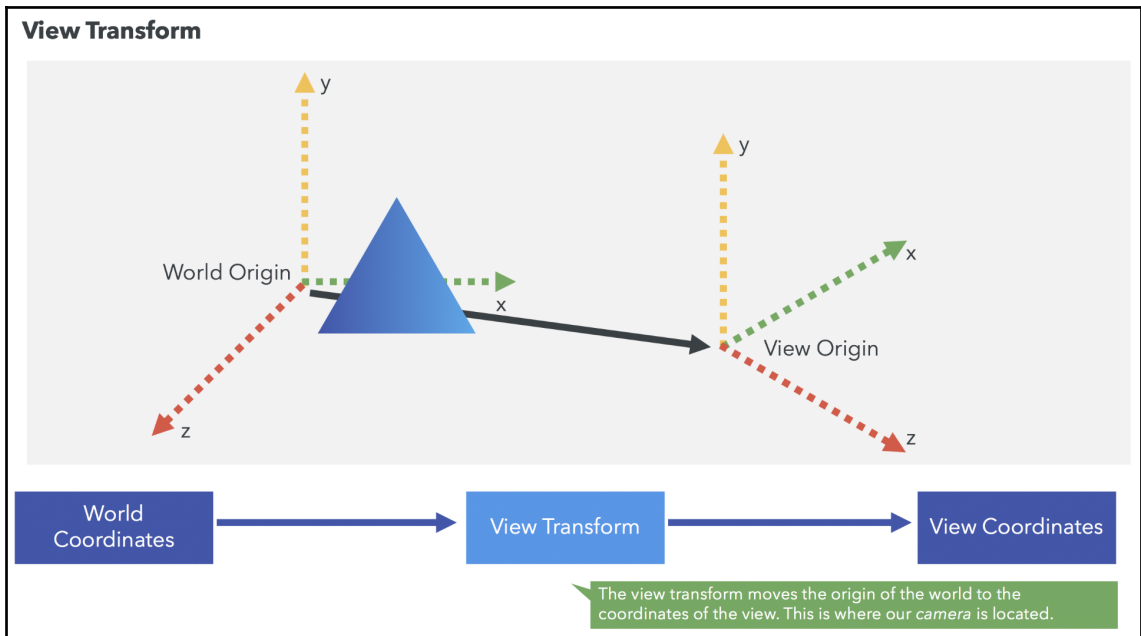 View Transform
y
y
World Origin
x
x
View Origin
z
z
World
Coordinates
View Transform
View Coordinates
The view transform moves the origin of the world to the
coordinates of the view. This is where our camera is located.